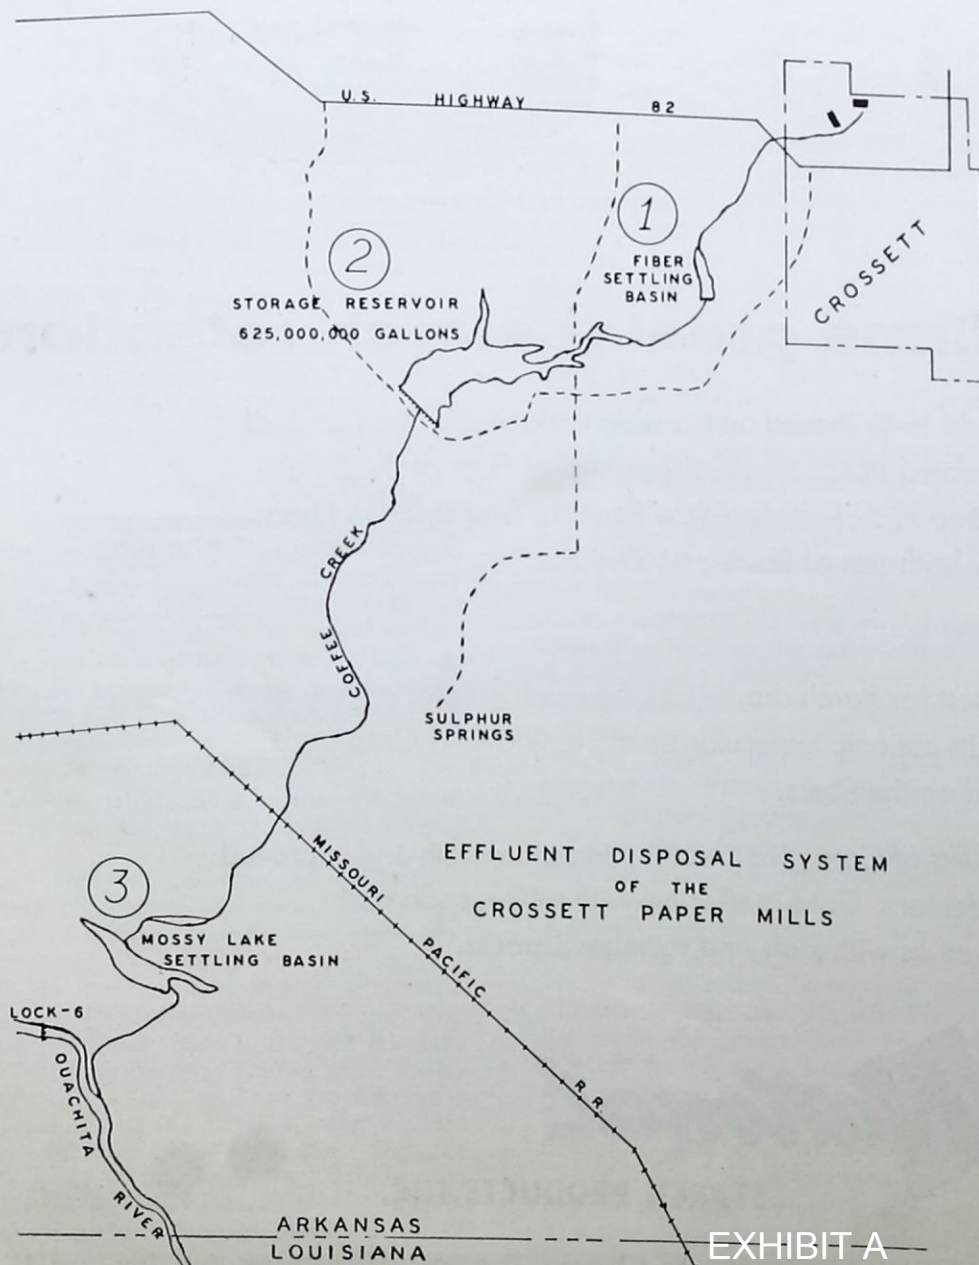 U.S. HIGHWAY 82
1
FIBER
SETTLING
BASIN
CROSSETT
2
STORAGE RESERVOIR
625,000,000 GALLONS
COFFEE CREEK
SULPHUR
SPRINGS
MISSOURI PACIFIC R.R.
EFFLUENT DISPOSAL SYSTEM
OF THE
CROSSETT PAPER MILLS
3
MOSSY LAKE
SETTLING BASIN
LOCK-6
OUACHITA RIVER
ARKANSAS
LOUISIANA
EXHIBIT A